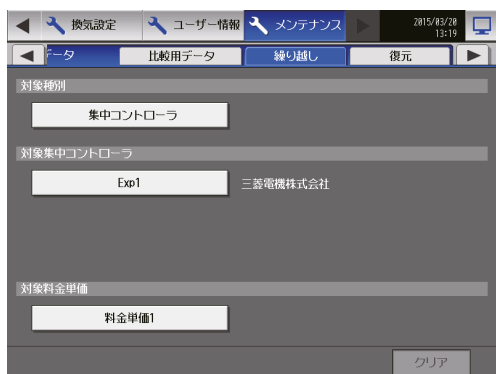 換気設定 ユーザー情報 メンテナンス 2015/03/20
13:19
データ 比較用データ 繰り越し 復元
対象種別
集中コントローラ
対象集中コントローラ
Exp1 三菱電機株式会社
対象料金単価
料金単価1
クリア